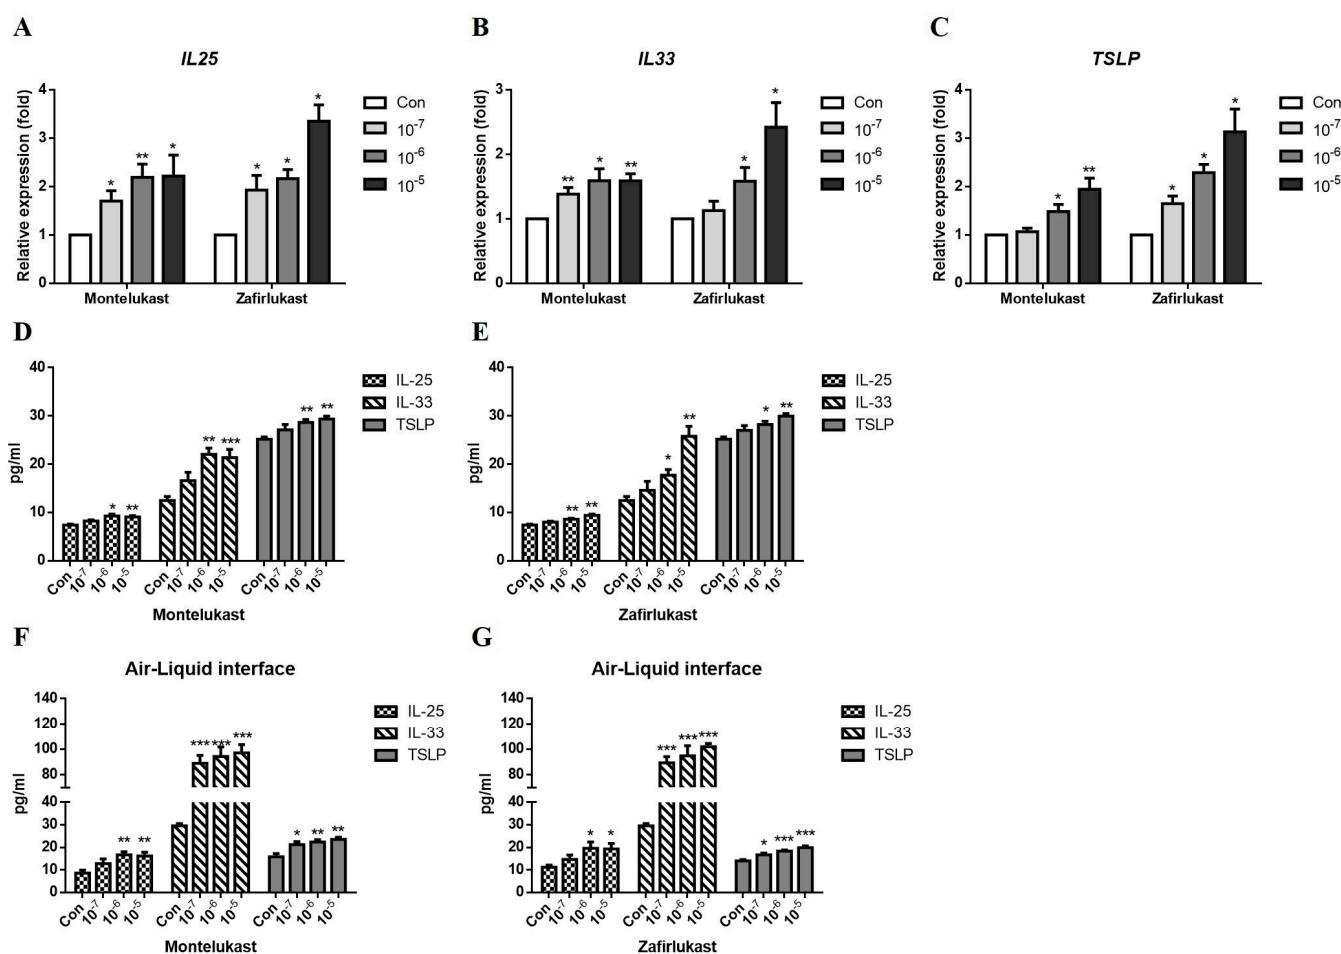 A
IL25
Relative expression (fold)
4
3
2
1
0
* ** * * * *
Montelukast
Zafirlukast
Con
10⁻⁷
10⁻⁶
10⁻⁵
B
IL33
Relative expression (fold)
3
2
1
0
** * ** * *
Montelukast
Zafirlukast
Con
10⁻⁷
10⁻⁶
10⁻⁵
C
TSLP
Relative expression (fold)
4
3
2
1
0
* ** * * *
Montelukast
Zafirlukast
Con
10⁻⁷
10⁻⁶
10⁻⁵
D
pg/ml
40
30
20
10
0
* ** ** *** ** **
Con 10⁻⁷ 10⁻⁶ 10⁻⁵ Con 10⁻⁷ 10⁻⁶ 10⁻⁵ Con 10⁻⁷ 10⁻⁶ 10⁻⁵
Montelukast
IL-25
IL-33
TSLP
E
pg/ml
40
30
20
10
0
** ** * ** * **
Con 10⁻⁷ 10⁻⁶ 10⁻⁵ Con 10⁻⁷ 10⁻⁶ 10⁻⁵ Con 10⁻⁷ 10⁻⁶ 10⁻⁵
Zafirlukast
IL-25
IL-33
TSLP
F
Air-Liquid interface
pg/ml
140
120
100
80
40
30
20
10
0
** ** *** *** *** * ** **
Con 10⁻⁷ 10⁻⁶ 10⁻⁵ Con 10⁻⁷ 10⁻⁶ 10⁻⁵ Con 10⁻⁷ 10⁻⁶ 10⁻⁵
Montelukast
IL-25
IL-33
TSLP
G
Air-Liquid interface
pg/ml
140
120
100
80
40
30
20
10
0
* * *** *** *** * *** ***
Con 10⁻⁷ 10⁻⁶ 10⁻⁵ Con 10⁻⁷ 10⁻⁶ 10⁻⁵ Con 10⁻⁷ 10⁻⁶ 10⁻⁵
Zafirlukast
IL-25
IL-33
TSLP